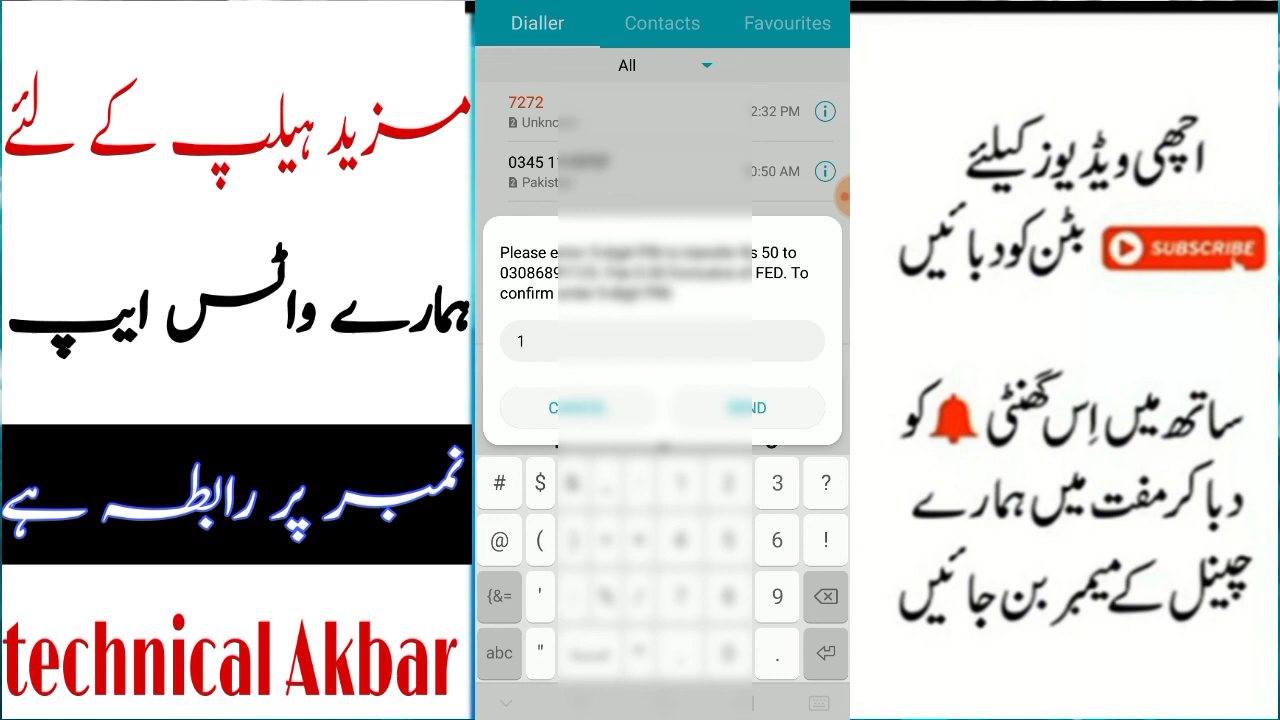 مزید ہیلپ کے لئے
ہمارے واٹس ایپ
نمبر پر رابطہ ہے
technical Akbar
Dialler Contacts Favourites
All
7272
2:32 PM
0345
0:50 AM
Please 50 to
FED. To
confirm
1
# $ 3 ?
@ ( 6 !
{&= ' 9
abc " .
اچھی ویڈیوز کیلئے
بٹن کو دبائیں SUBSCRIBE
ساتھ میں اِس گھنٹی کو
دبا کر مفت میں ہمارے
چینل کے میمبر بن جائیں